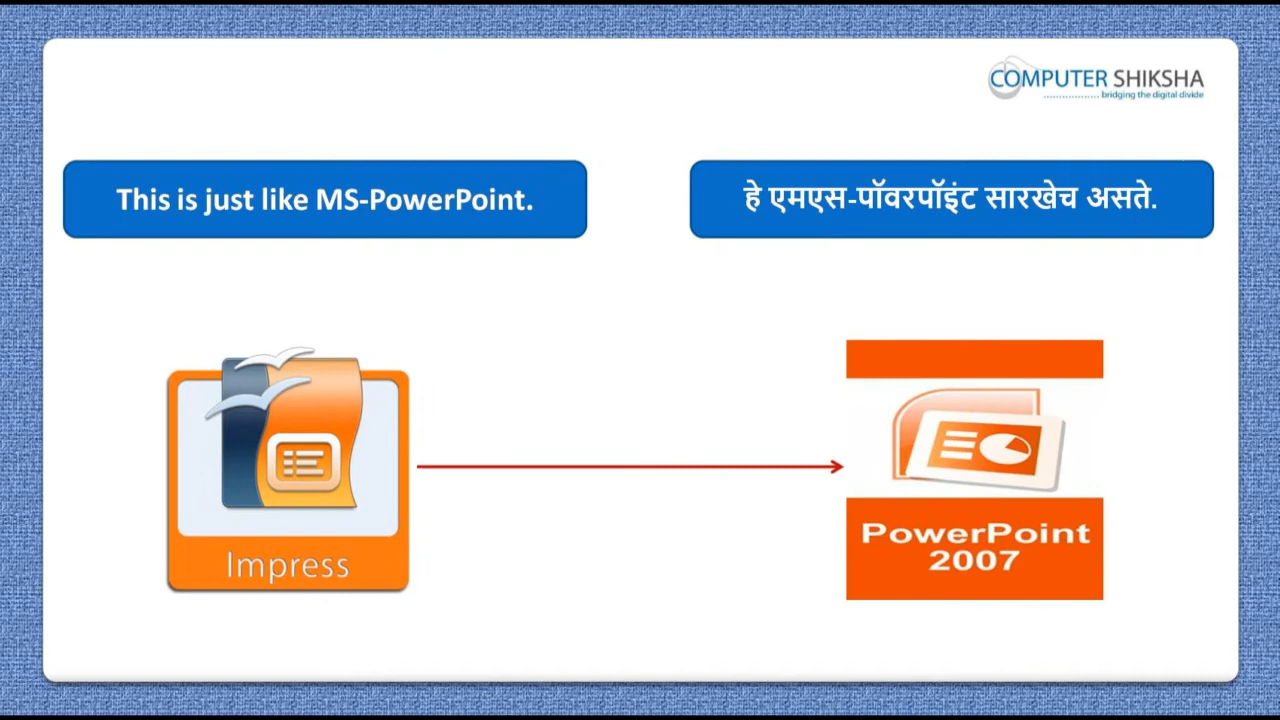 COMPUTER SHIKSHA
bridging the digital divide
This is just like MS-PowerPoint.
हे एमएस-पॉवरपॉइंट सारखेच असते.
Impress
PowerPoint
2007